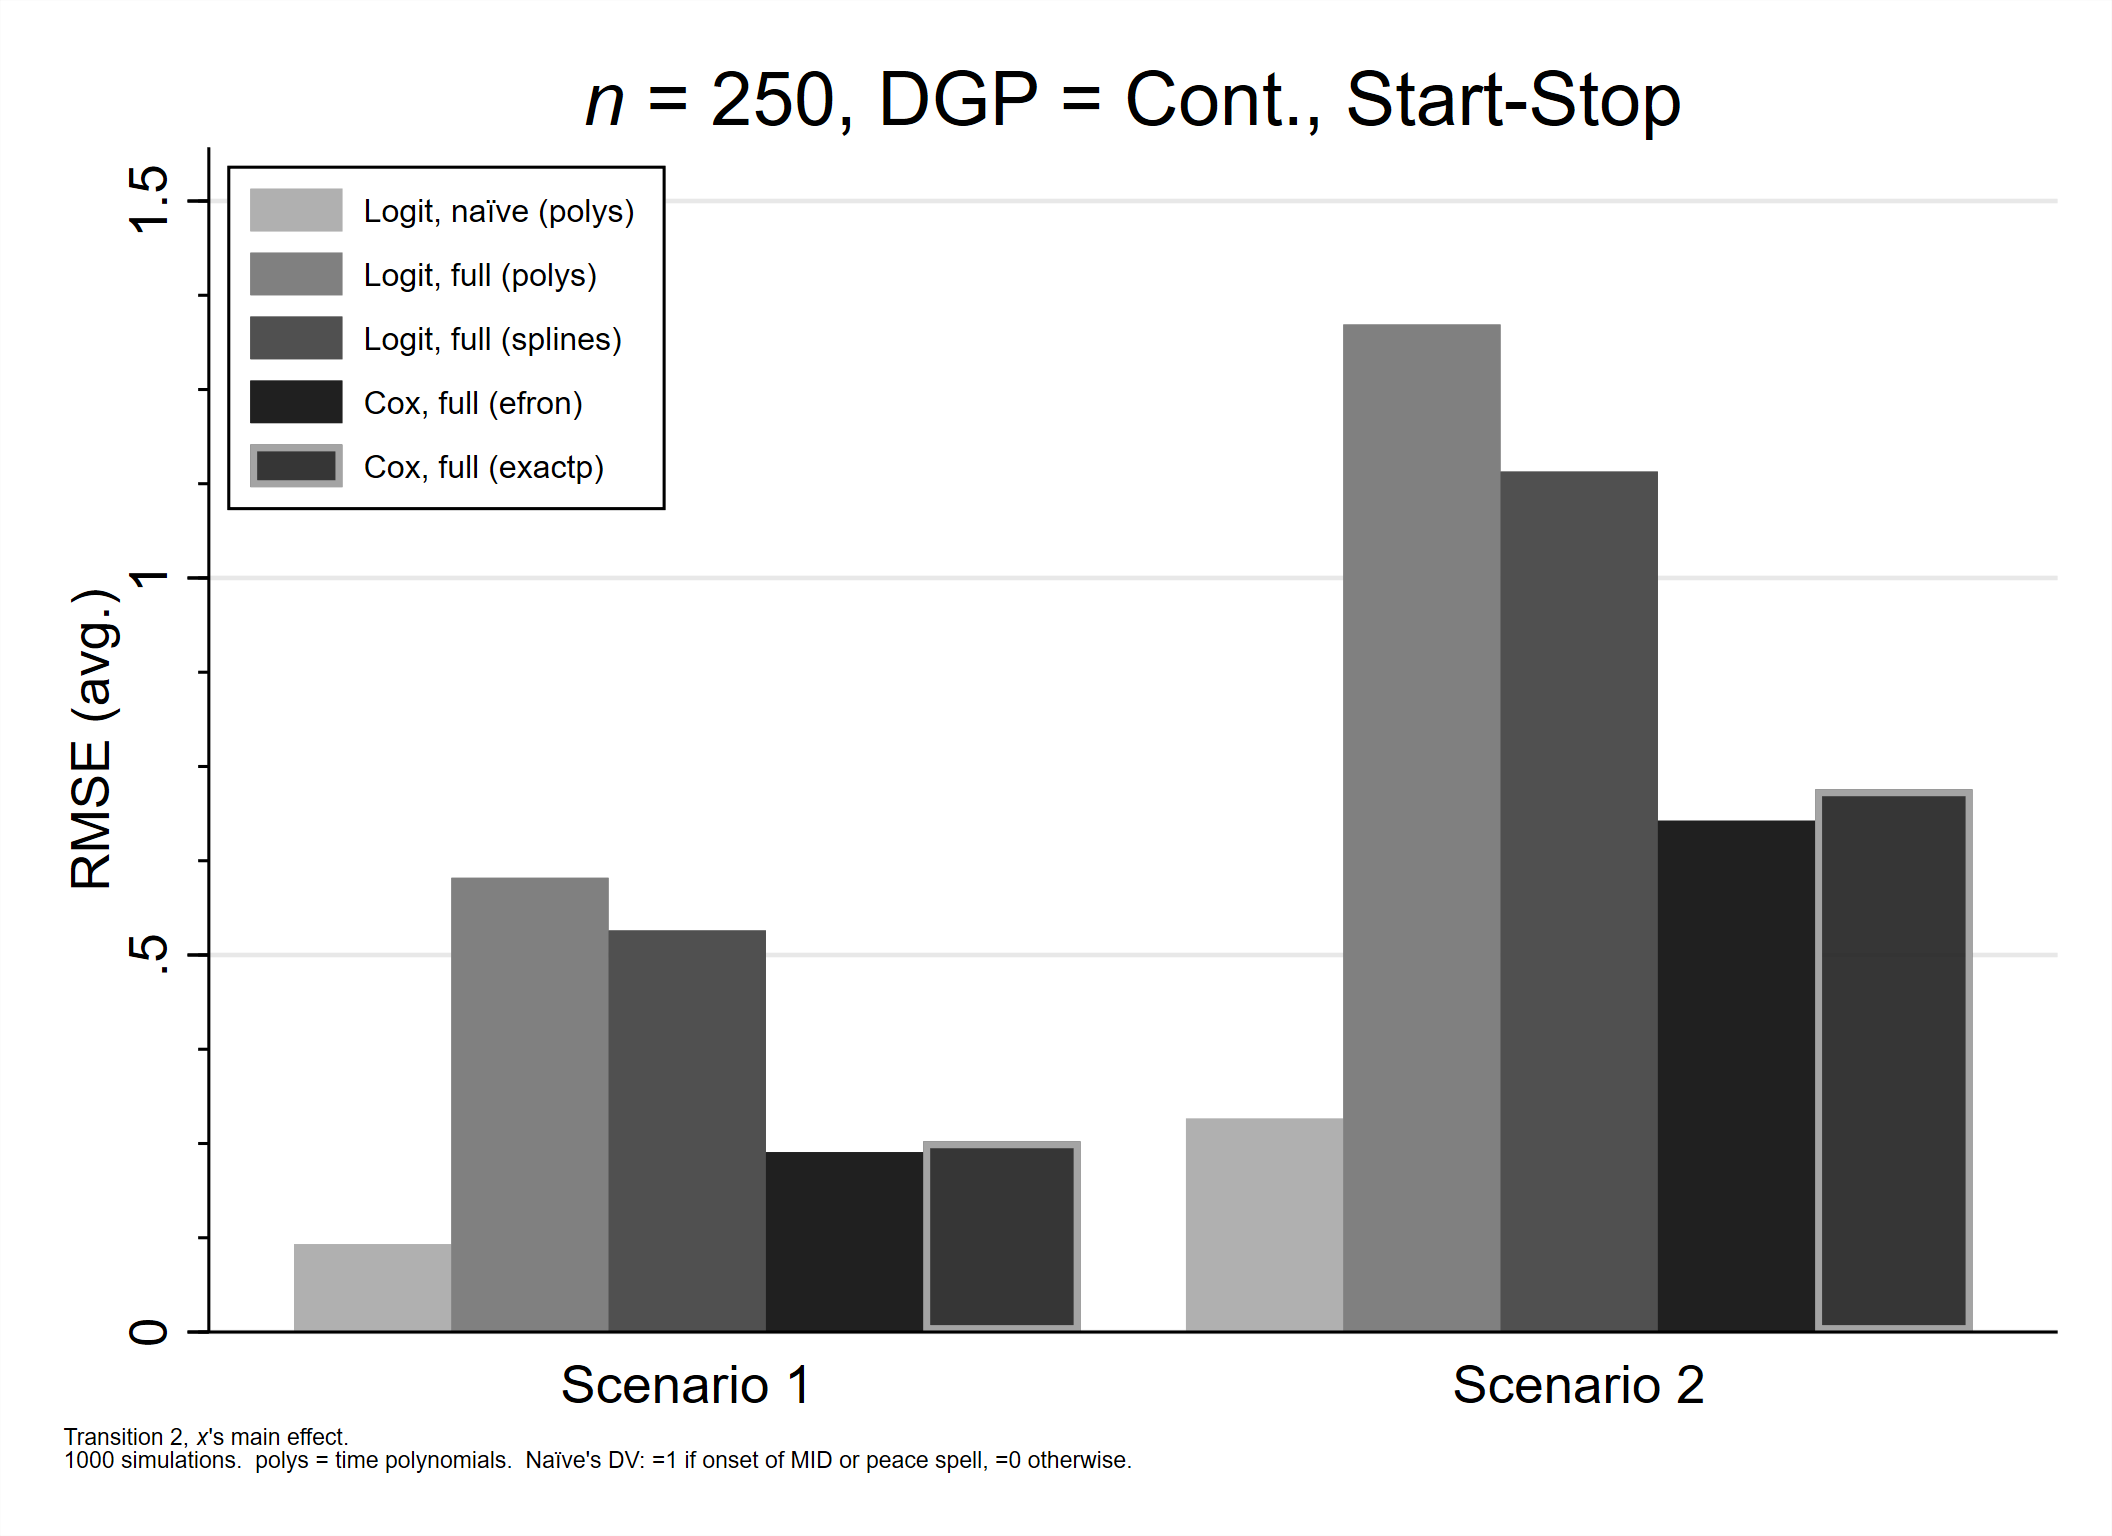 n = 250, DGP = Cont., Start-Stop
Logit, naïve (polys)
Logit, full (polys)
Logit, full (splines)
Cox, full (efron)
Cox, full (exactp)
RMSE (avg.)
1.5
1
.5
0
Scenario 1
Scenario 2
Transition 2, x's main effect.
1000 simulations.  polys = time polynomials.  Naïve's DV: =1 if onset of MID or peace spell, =0 otherwise.